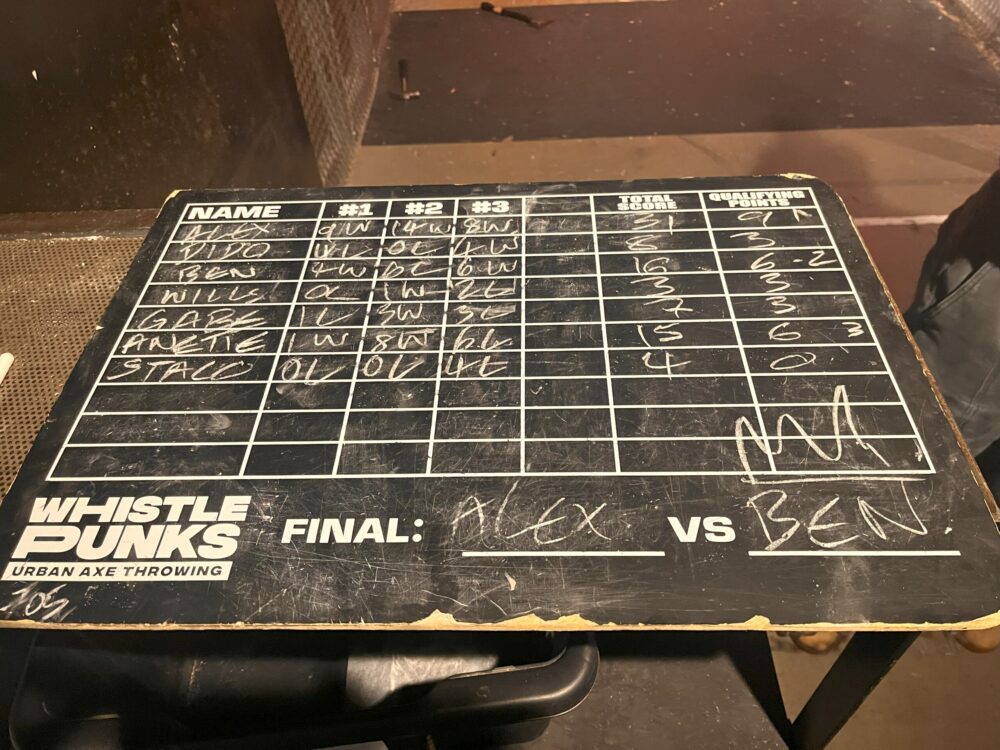 NAME #1 #2 #3 TOTAL SCORE QUALIFYING POINTS
ALEX 9W 14W 8W 31 9 1
DIDO 4L 0L 4W 8 3
BEN 4W 6L 6W 16 6 - 2
WILLS 0L 1W 2L 3 3
GABE 1L 3W 3L 7 3
ANETTE 1W 8W 6L 15 6 3
STACO 0L 0L 4L 4 0
WHISTLE PUNKS
URBAN AXE THROWING
FINAL: ALEX VS BEN